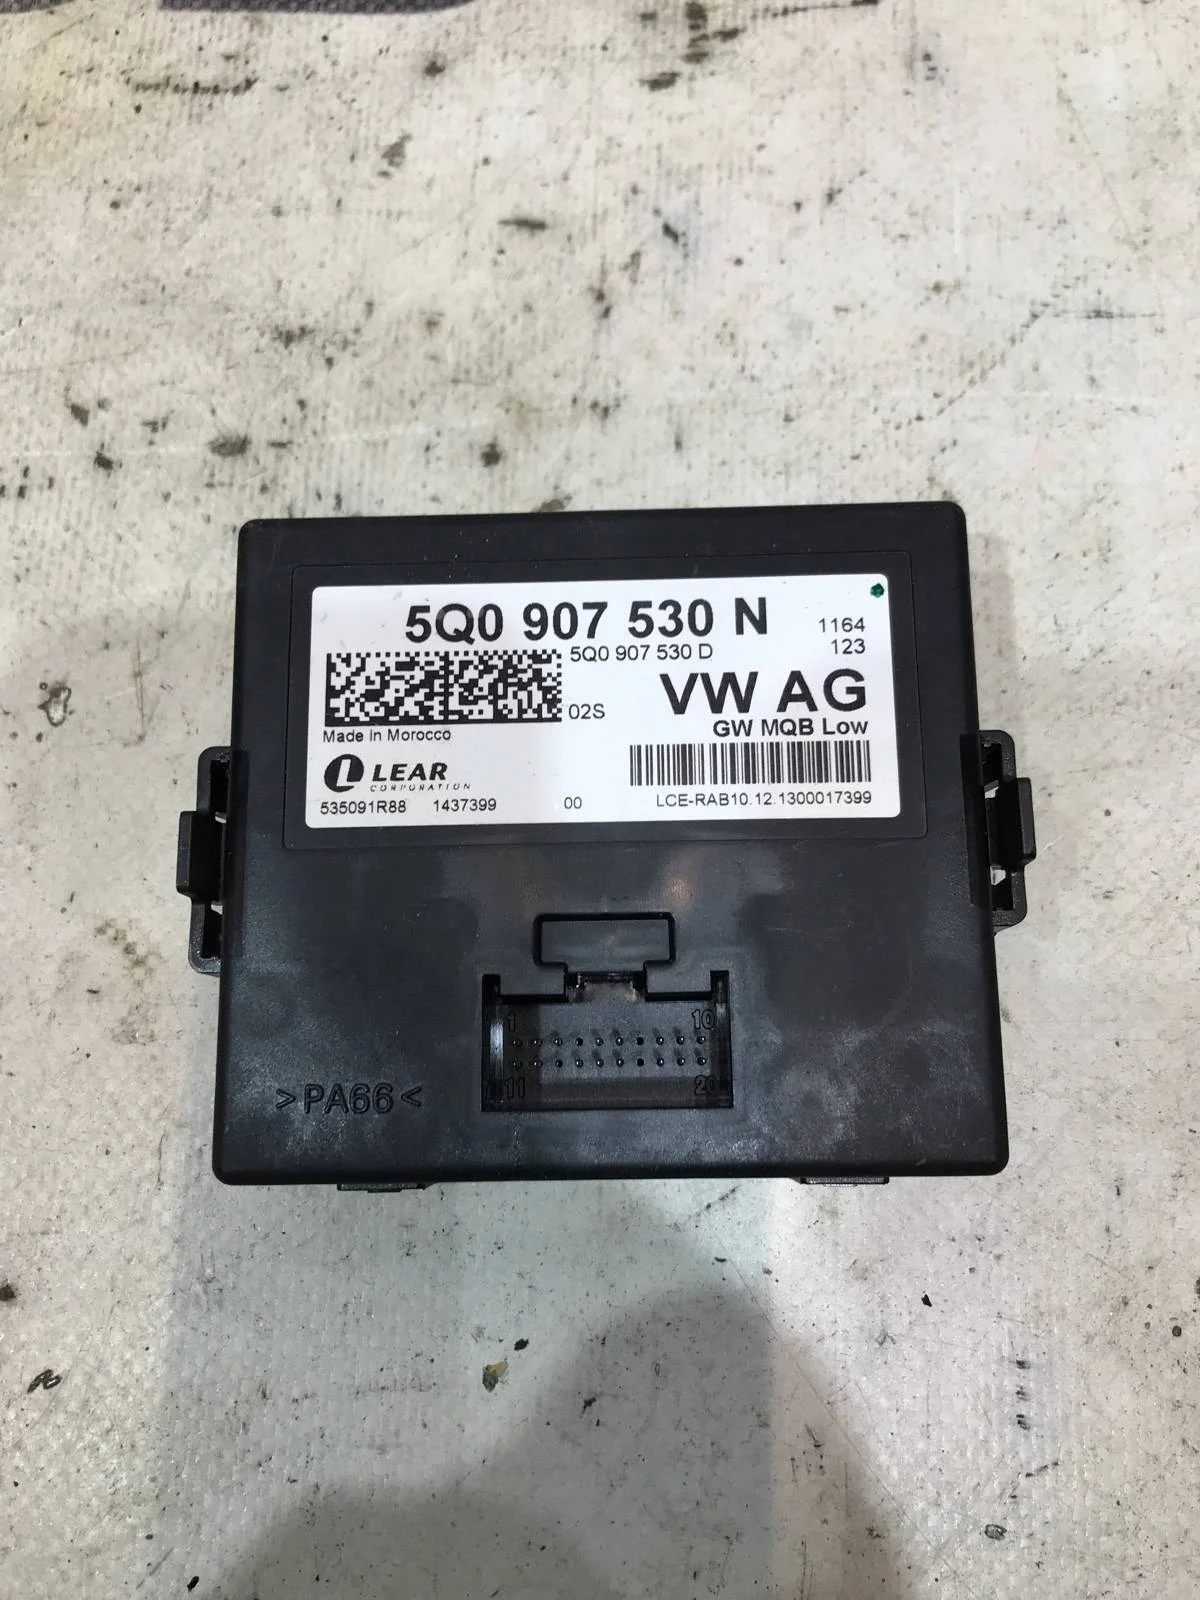 5Q0 907 530 N
1164
5Q0 907 530 D
123
VW AG
02S
GW MQB Low
Made in Morocco
LEAR
CORPORATION
535091R88 1437399 00 LCE-RAB10.12.1300017399
1 10
11 20
>PA66<